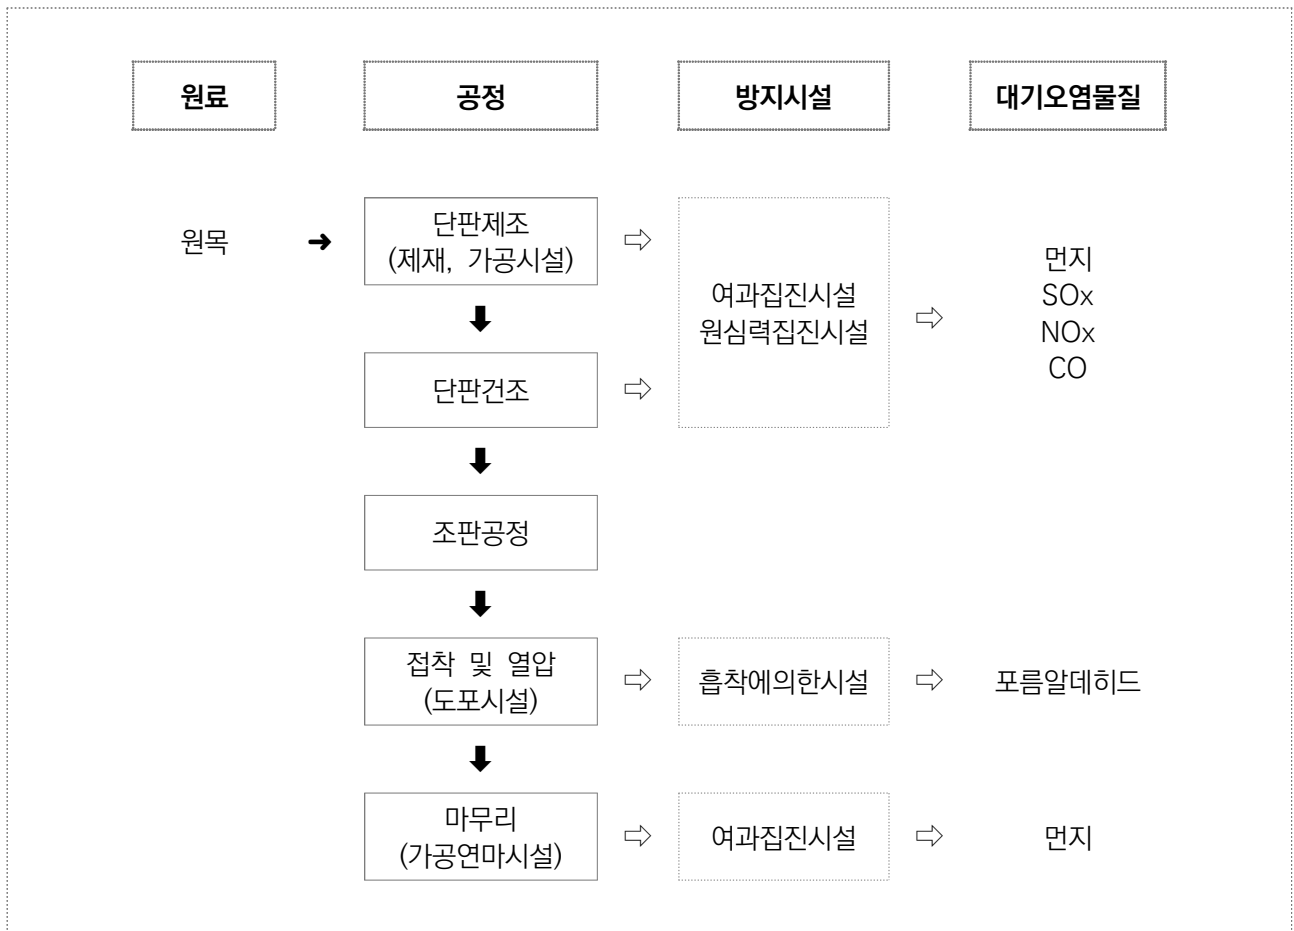 원료
공정
방지시설
대기오염물질
원목
단판제조
(제재, 가공시설)
여과집진시설
원심력집진시설
먼지
SOx
NOx
CO
단판건조
조판공정
접착 및 열압
(도포시설)
흡착에의한시설
포름알데히드
마무리
(가공연마시설)
여과집진시설
먼지